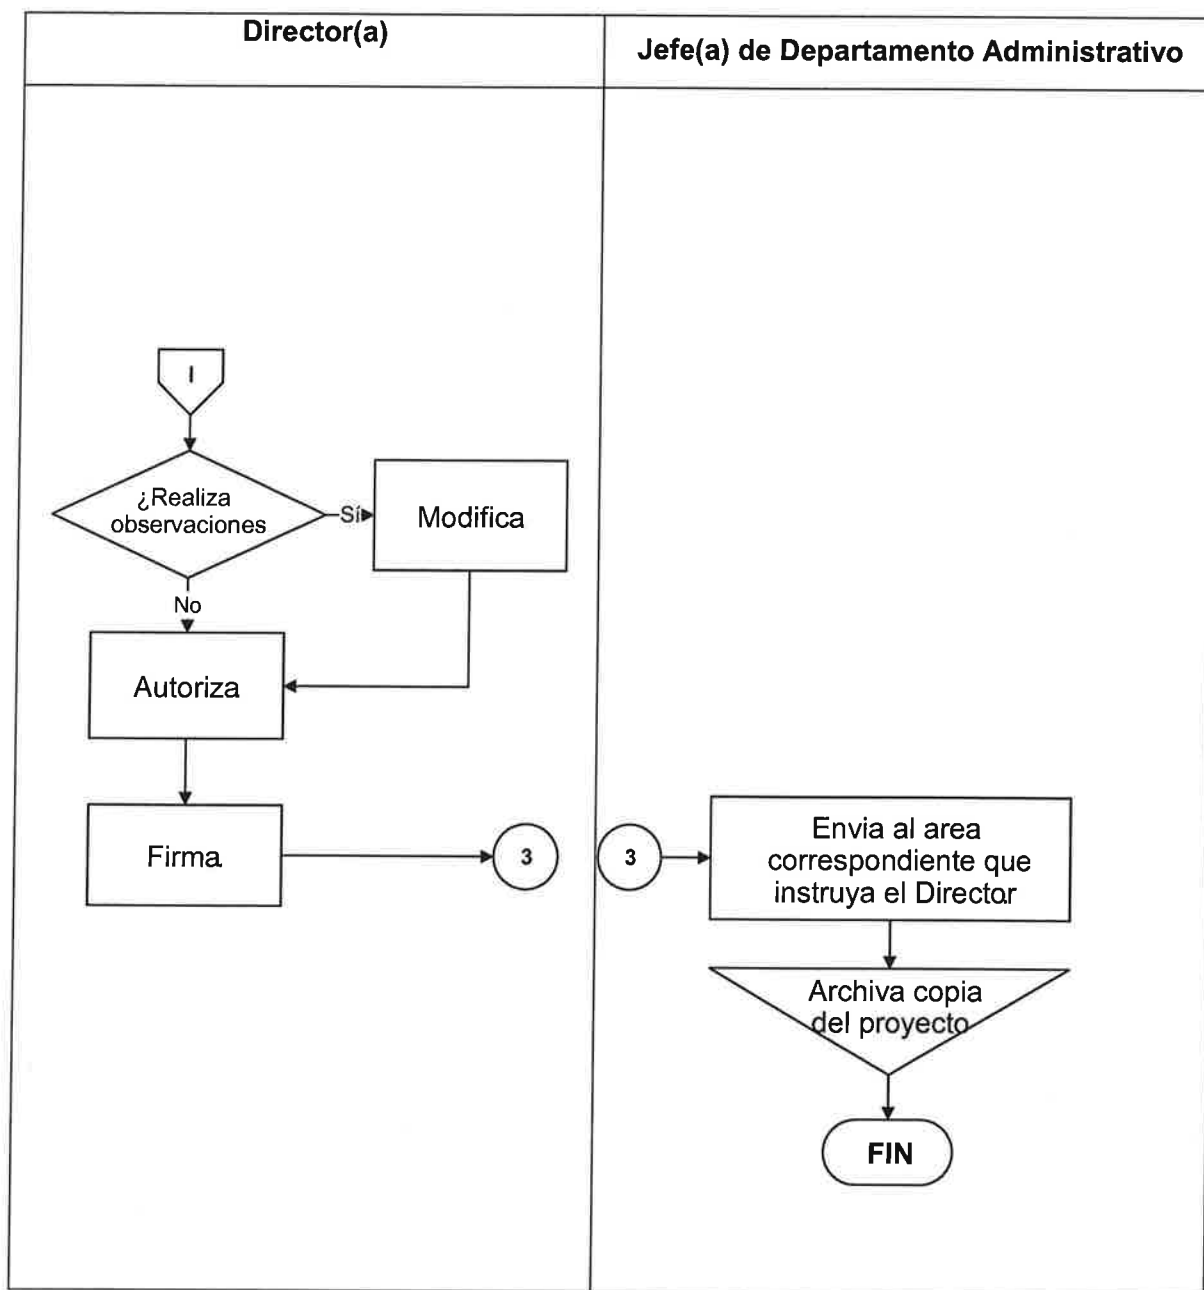 Director(a)
Jefe(a) de Departamento Administrativo
I
¿Realiza
observaciones
Sí
Modifica
No
Autoriza
Firma
3
3
Envia al area
correspondiente que
instruya el Director
Archiva copia
del proyecto
FIN